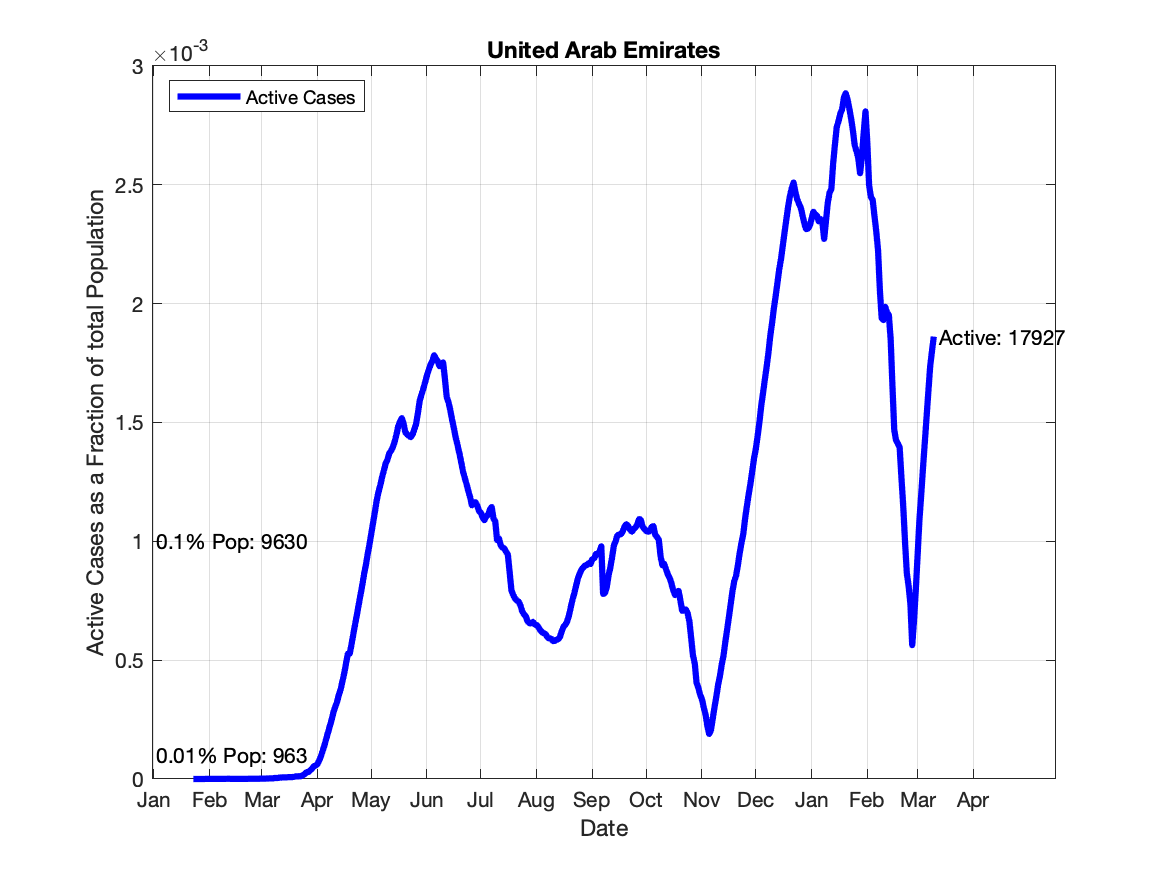 ×10-3
United Arab Emirates
3
Active Cases
2.5
2
Active: 17927
1.5
1
0.1% Pop: 9630
0.5
0.01% Pop: 963
0
Jan Feb Mar Apr May Jun Jul Aug Sep Oct Nov Dec Jan Feb Mar Apr
Date
Active Cases as a Fraction of total Population